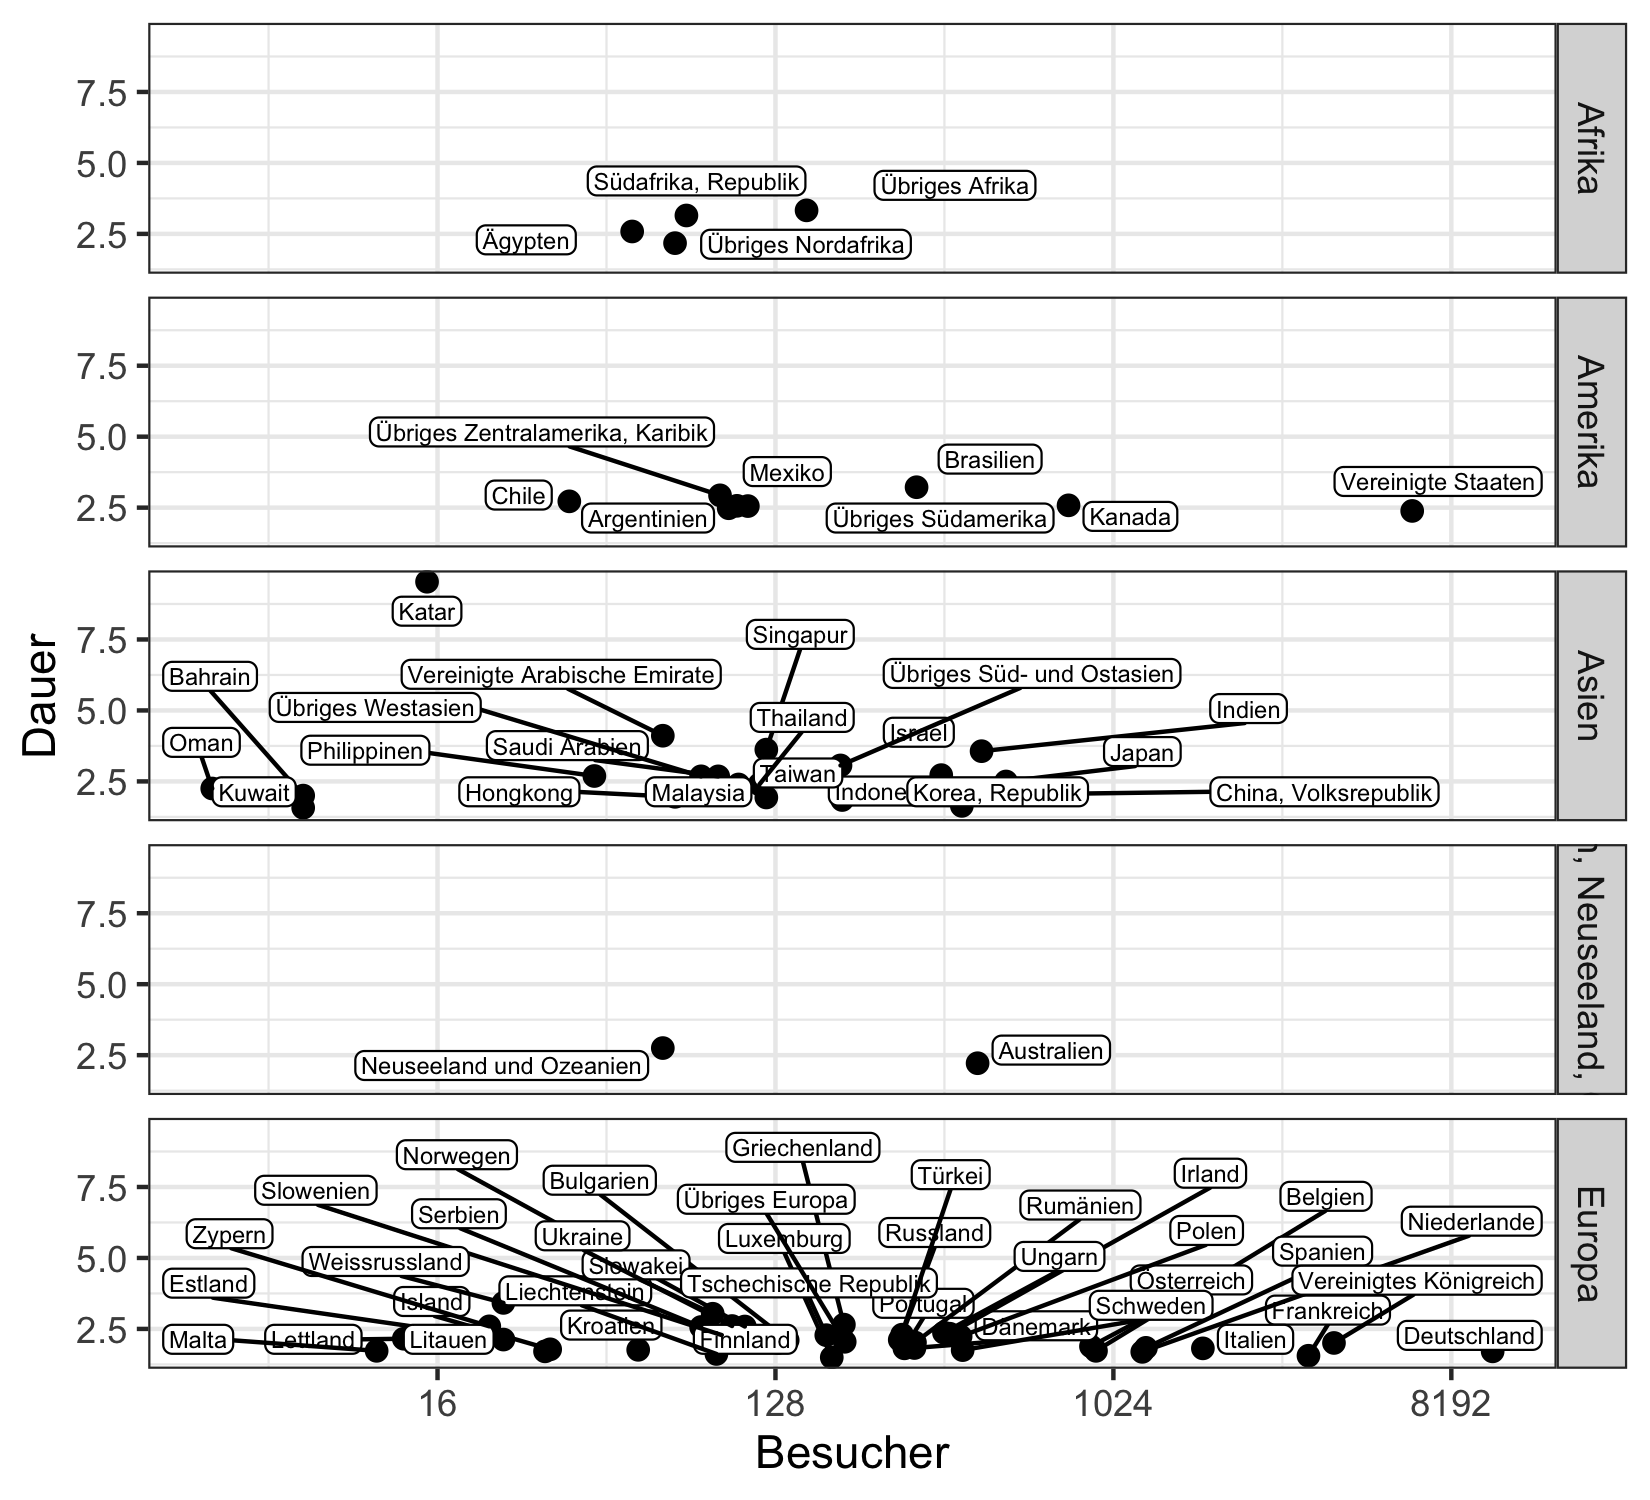 7.5
5.0
2.5
Südafrika, Republik
Übriges Afrika
Ägypten
Übriges Nordafrika
Afrika
7.5
5.0
2.5
Übriges Zentralamerika, Karibik
Mexiko
Brasilien
Chile
Argentinien
Übriges Südamerika
Kanada
Vereinigte Staaten
Amerika
Dauer
7.5
5.0
2.5
Katar
Singapur
Bahrain
Vereinigte Arabische Emirate
Übriges Süd- und Ostasien
Übriges Westasien
Thailand
Indien
Oman
Philippinen
Saudi Arabien
Israel
Japan
Taiwan
Kuwait
Hongkong
Malaysia
Indone
Korea, Republik
China, Volksrepublik
Asien
7.5
5.0
2.5
Neuseeland und Ozeanien
Australien
, Neuseeland,
7.5
5.0
2.5
Griechenland
Norwegen
Bulgarien
Türkei
Irland
Slowenien
Übriges Europa
Rumänien
Belgien
Serbien
Niederlande
Zypern
Ukraine
Luxemburg
Russland
Polen
Weissrussland
Slowakei
Ungarn
Spanien
Estland
Liechtenstein
Tschechische Republik
Österreich
Vereinigtes Königreich
Island
Portugal
Schweden
Frankreich
Malta
Lettland
Litauen
Kroatien
Finnland
Dänemark
Italien
Deutschland
Europa
16
128
1024
8192
Besucher